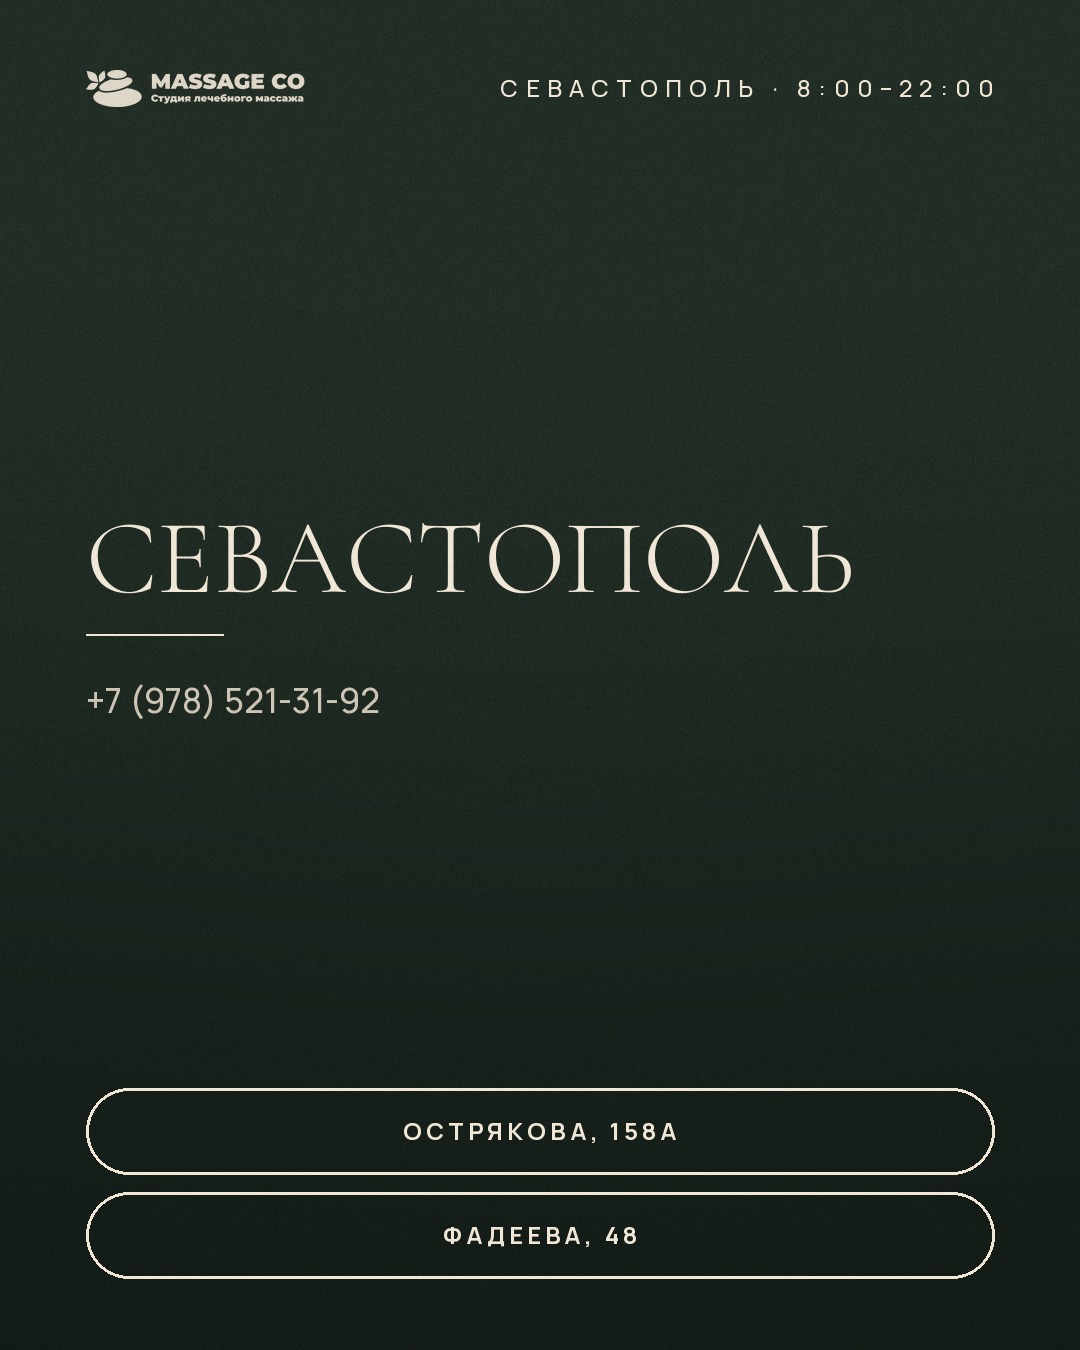 MASSAGE CO
Студия лечебного массажа
СЕВАСТОПОЛЬ · 8:00–22:00
СЕВАСТОПОЛЬ
+7 (978) 521-31-92
ОСТРЯКОВА, 158А
ФАДЕЕВА, 48